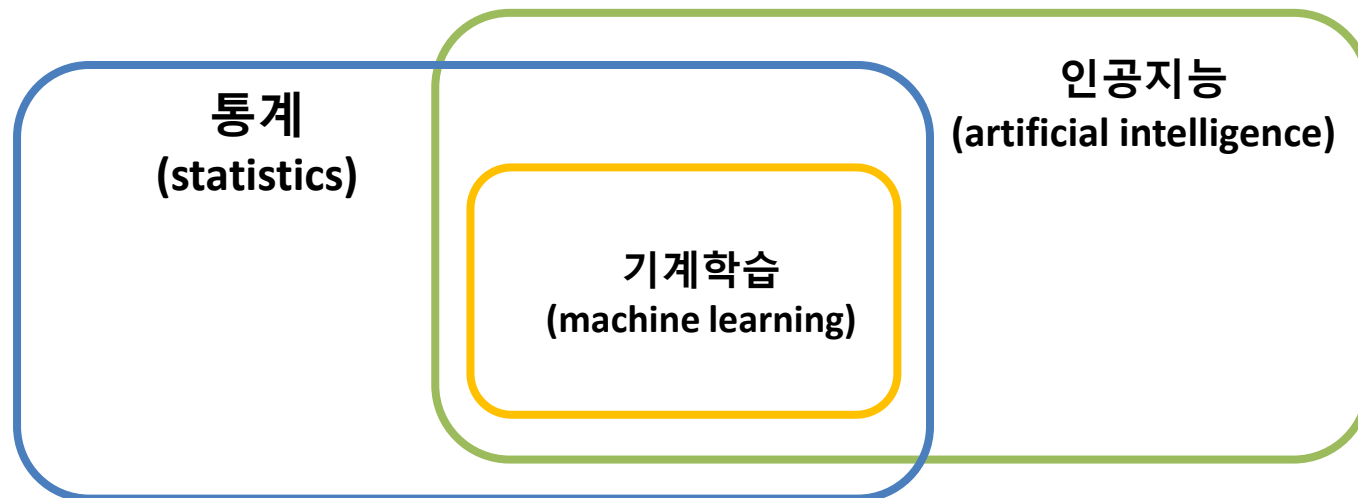 통계
(statistics)
인공지능
(artificial intelligence)
기계학습
(machine learning)